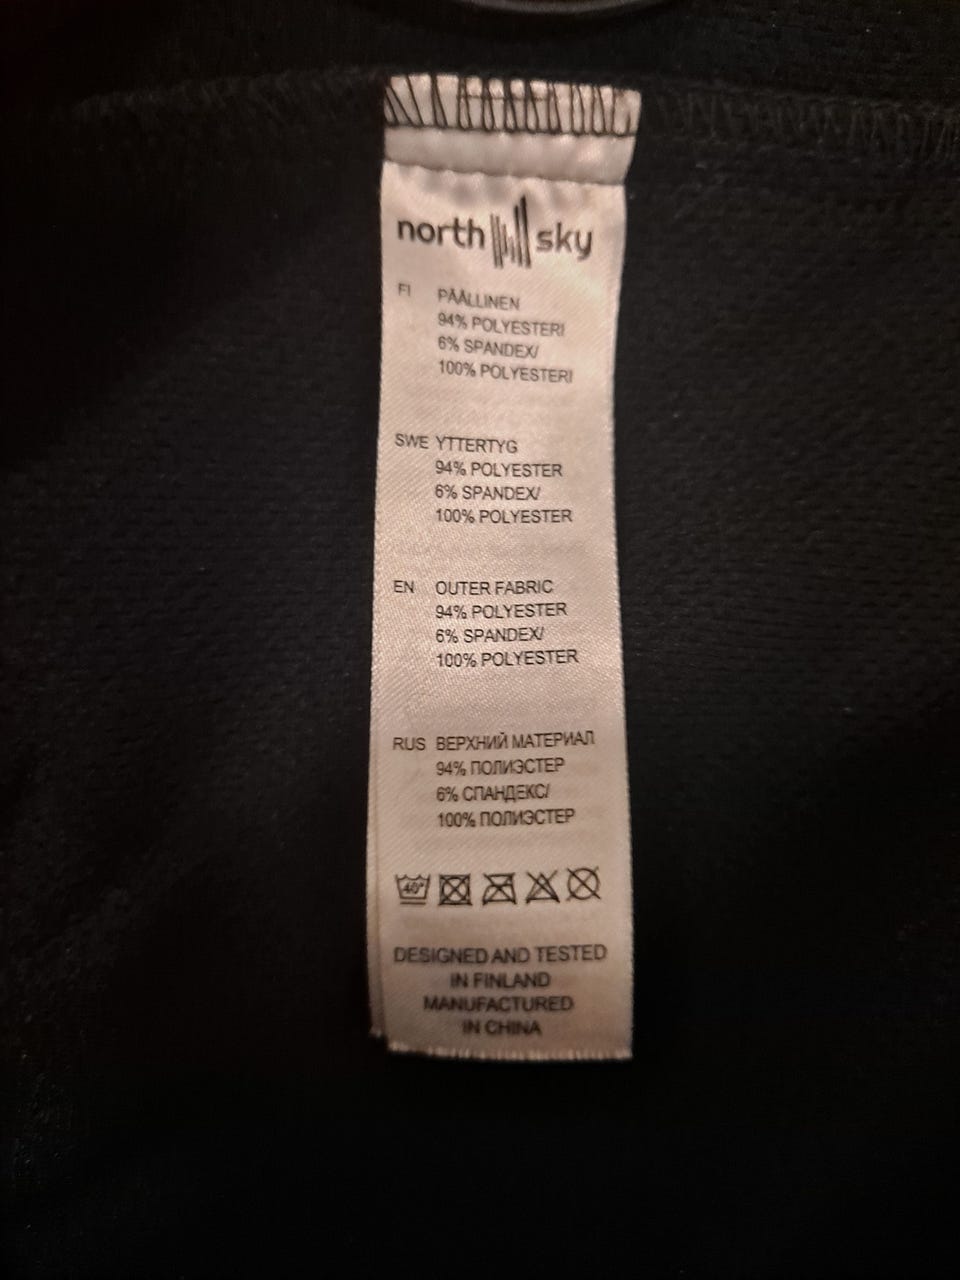 north sky
FI PÄÄLLINEN
94% POLYESTERI
6% SPANDEX/
100% POLYESTERI
SWE YTTERTYG
94% POLYESTER
6% SPANDEX/
100% POLYESTER
EN OUTER FABRIC
94% POLYESTER
6% SPANDEX/
100% POLYESTER
RUS ВЕРХНИЙ МАТЕРИАЛ
94% ПОЛИЭСТЕР
6% СПАНДЕКС/
100% ПОЛИЭСТЕР
40°
DESIGNED AND TESTED
IN FINLAND
MANUFACTURED
IN CHINA